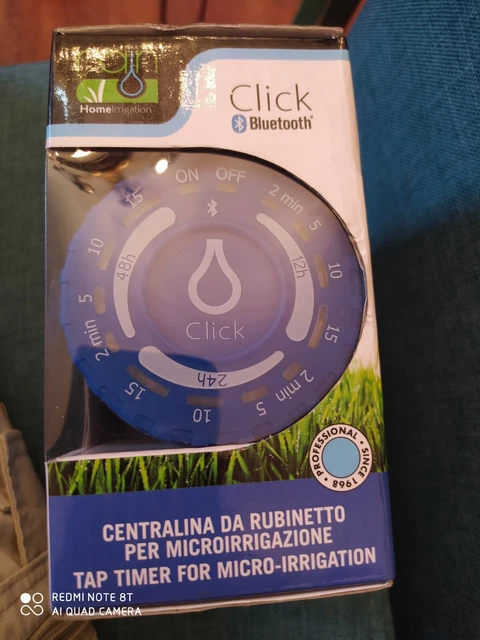 rain
HomeIrrigation
Click
Bluetooth®
ON OFF
2 min 5 10 15
12h
2 min 5 10 15
24h
2 min 5 10 15
48h
Click
PROFESSIONAL • SINCE 1968 •
CENTRALINA DA RUBINETTO
PER MICROIRRIGAZIONE
TAP TIMER FOR MICRO-IRRIGATION
REDMI NOTE 8T
AI QUAD CAMERA